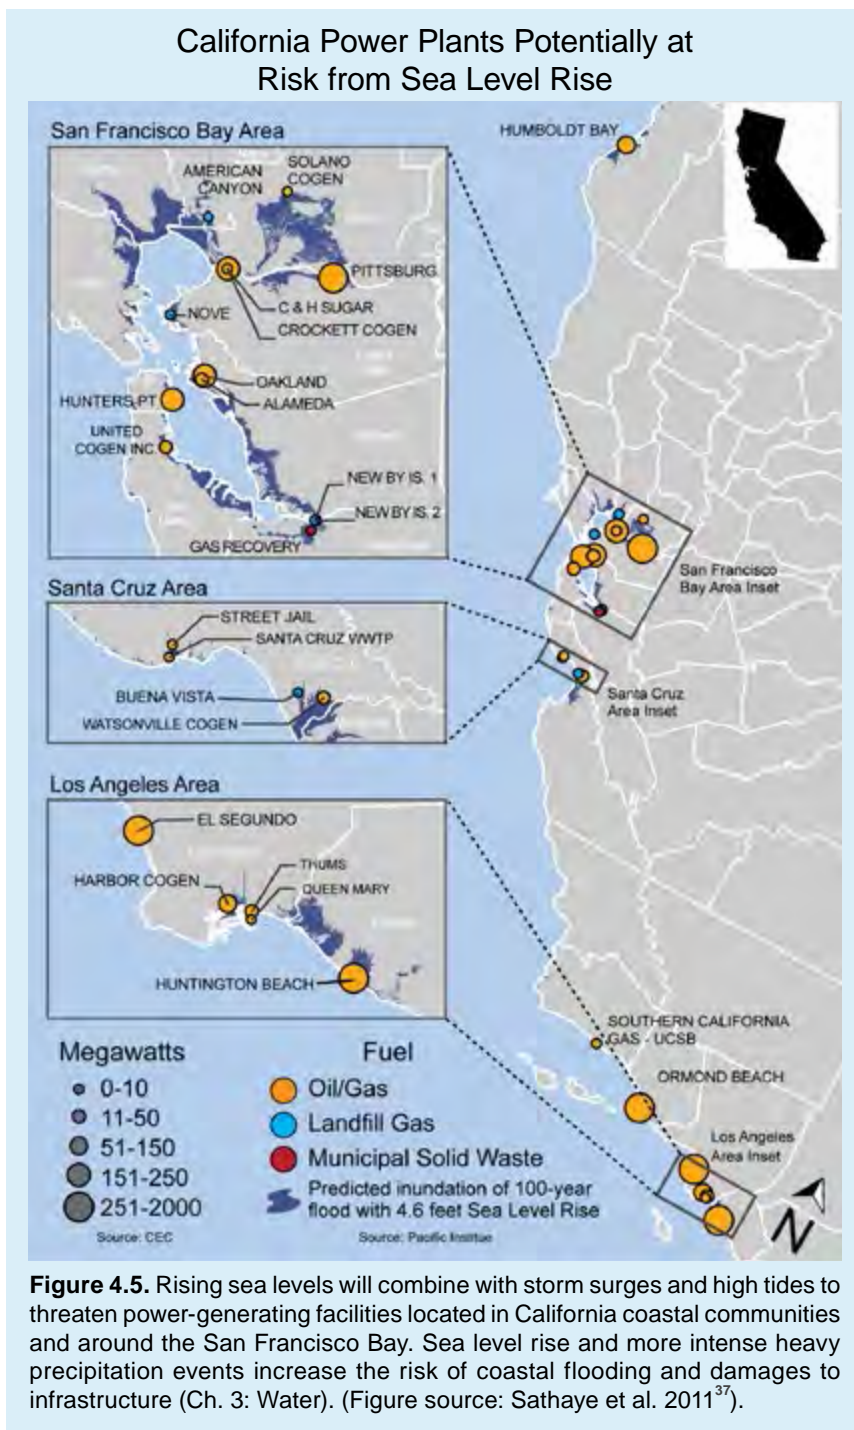 California Power Plants Potentially at
Risk from Sea Level Rise
San Francisco Bay Area
AMERICAN
CANYON
SOLANO
COGEN
PITTSBURG
C & H SUGAR
CROCKETT COGEN
NOVE
OAKLAND
ALAMEDA
HUNTERS PT
UNITED
COGEN INC
NEW BY IS. 1
NEW BY IS. 2
GAS RECOVERY
HUMBOLDT BAY
San Francisco
Bay Area Inset
Santa Cruz Area
STREET JAIL
SANTA CRUZ WWTP
BUENA VISTA
WATSONVILLE COGEN
Santa Cruz
Area Inset
Los Angeles Area
EL SEGUNDO
HARBOR COGEN
THUMS
QUEEN MARY
HUNTINGTON BEACH
SOUTHERN CALIFORNIA
GAS - UCSB
ORMOND BEACH
Los Angeles
Area Inset
N
Megawatts
0-10
11-50
51-150
151-250
251-2000
Source: CEC
Fuel
Oil/Gas
Landfill Gas
Municipal Solid Waste
Predicted inundation of 100-year
flood with 4.6 feet Sea Level Rise
Source: Pacific Institue
Figure 4.5. Rising sea levels will combine with storm surges and high tides to
threaten power-generating facilities located in California coastal communities
and around the San Francisco Bay. Sea level rise and more intense heavy
precipitation events increase the risk of coastal flooding and damages to
infrastructure (Ch. 3: Water). (Figure source: Sathaye et al. 2011³⁷).